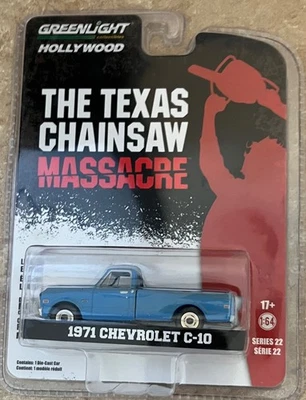 GREENLIGHT
collectibles
HOLLYWOOD
THE TEXAS
CHAINSAW
MASSACRE
17+
1:64
1971 CHEVROLET C-10
SERIES 22
SÉRIE 22
Contains: 1 Die-Cast Car
Contient: 1 modèle réduit